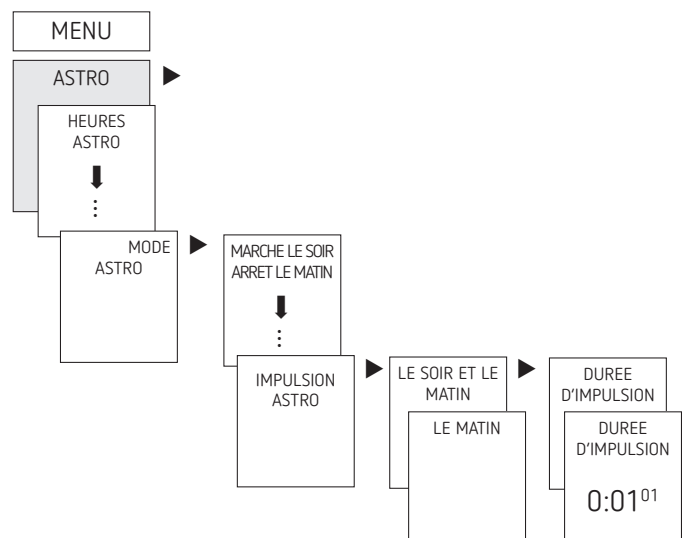 MENU
ASTRO
HEURES
ASTRO
MODE
ASTRO
MARCHE LE SOIR
ARRET LE MATIN
IMPULSION
ASTRO
LE SOIR ET LE
MATIN
LE MATIN
DUREE
D'IMPULSION
DUREE
D'IMPULSION
0:01⁰¹